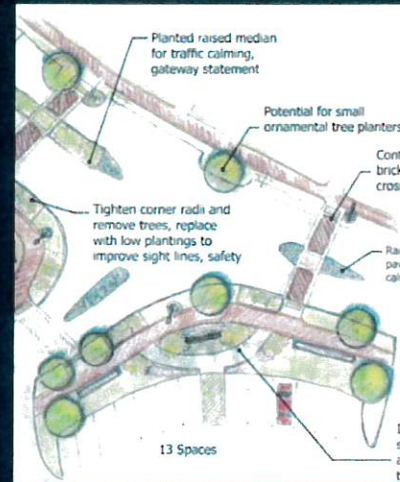 Planted raised median
for traffic calming,
gateway statement
Potential for small
ornamental tree planters
brick
Tighten corner radii and
remove trees, replace
with low plantings to
improve sight lines, safety
13 Spaces